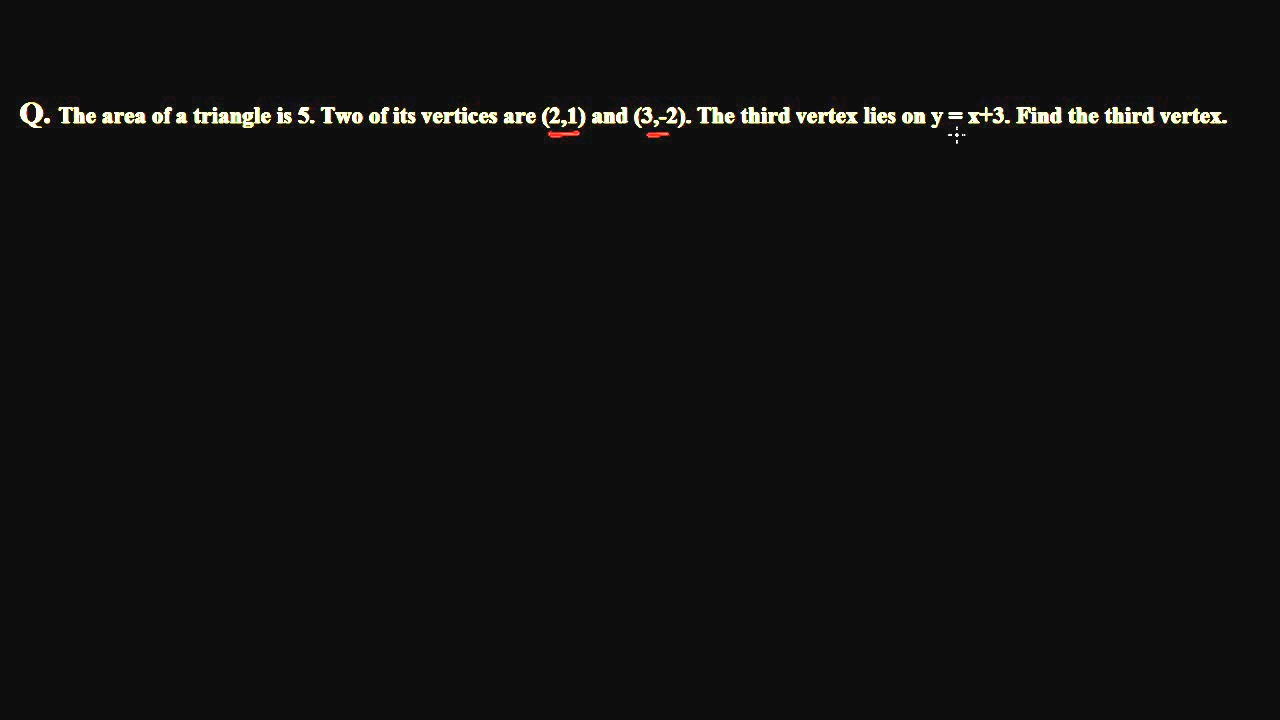 Q. The area of a triangle is 5. Two of its vertices are (2,1) and (3,-2). The third vertex lies on y = x+3. Find the third vertex.